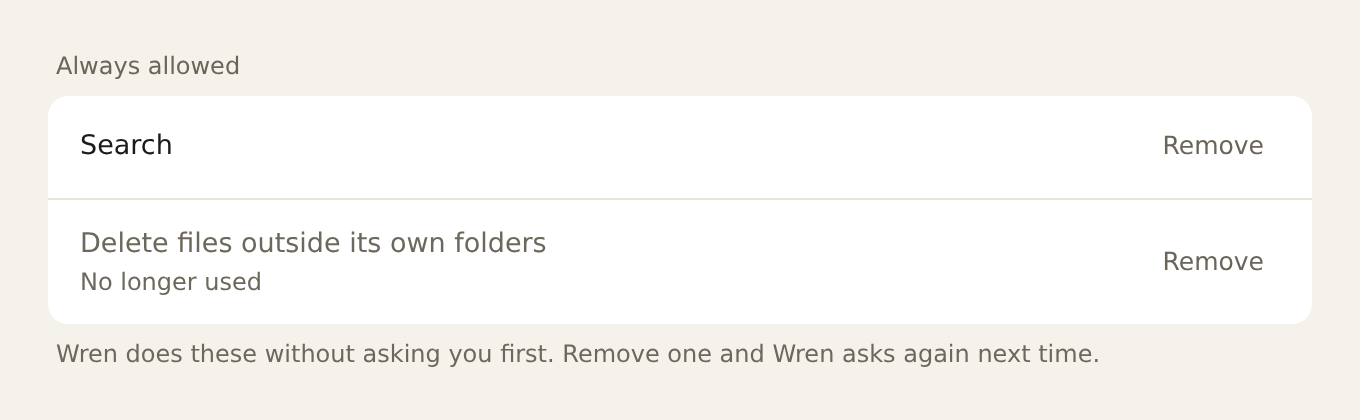 Always allowed
Search
Remove
Delete files outside its own folders
No longer used
Remove
Wren does these without asking you first. Remove one and Wren asks again next time.